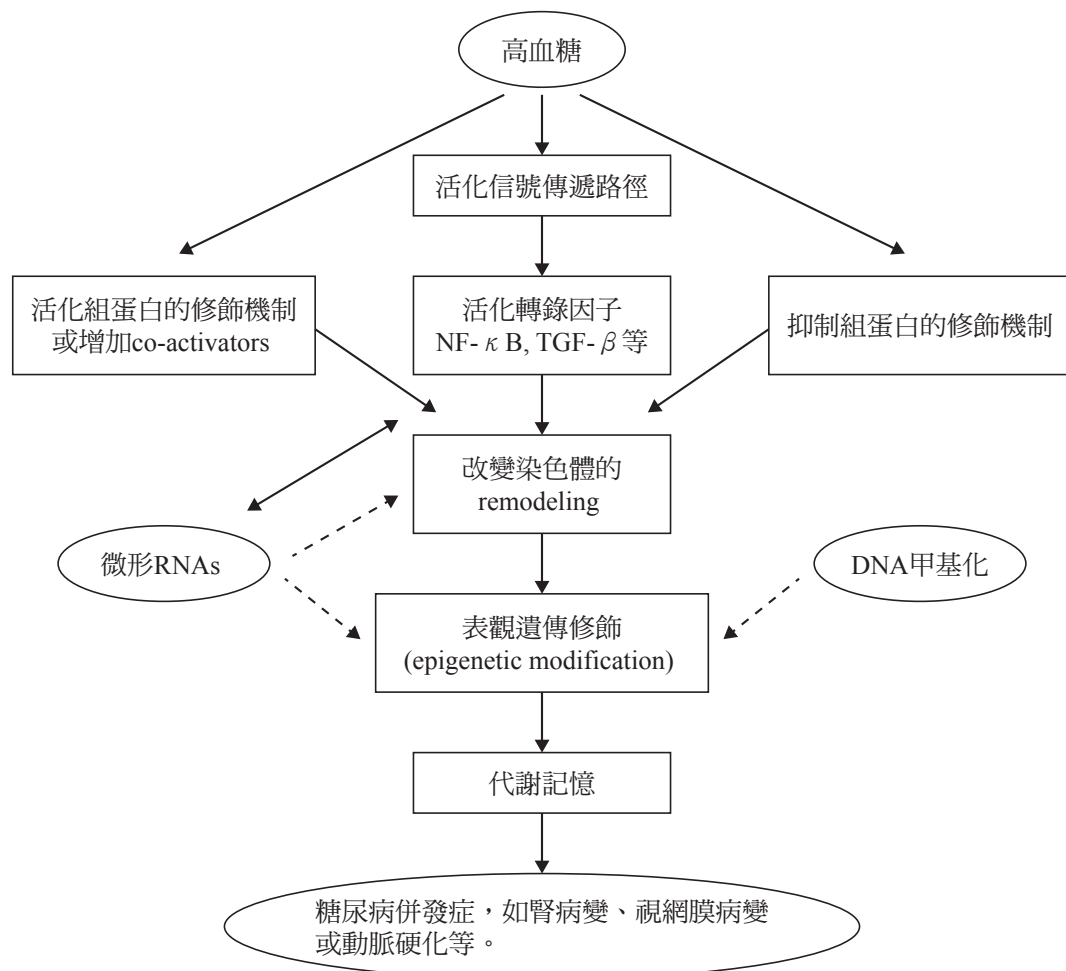 高血糖
活化信號傳遞路徑
活化組蛋白的修飾機制
或增加co-activators
活化轉錄因子
NF-κB, TGF-β等
抑制組蛋白的修飾機制
改變染色體的
remodeling
微形RNAs
DNA甲基化
表觀遺傳修飾
(epigenetic modification)
代謝記憶
糖尿病併發症，如腎病變、視網膜病變
或動脈硬化等。